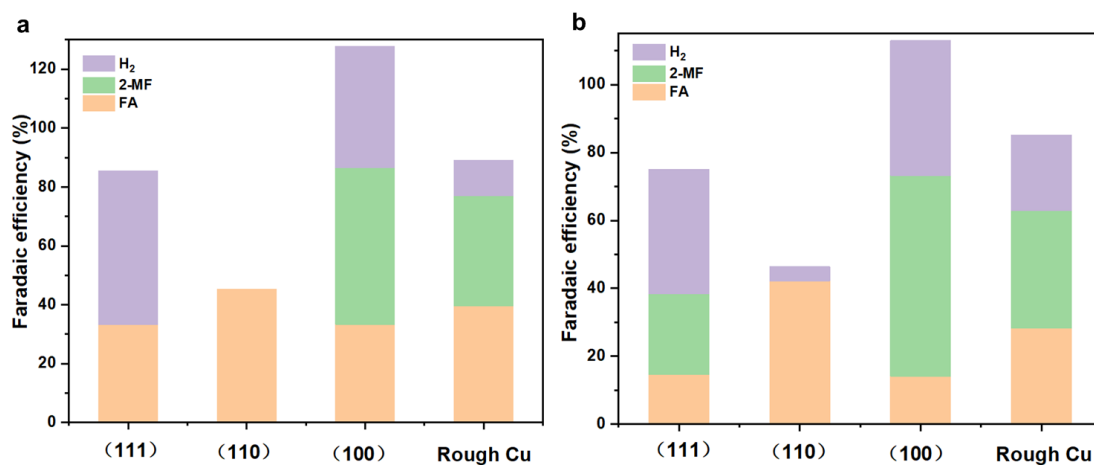 a
Faradaic efficiency (%)
120
100
80
60
40
20
0
H₂
2-MF
FA
（111）
（110）
（100）
Rough Cu
b
Faradaic efficiency (%)
100
80
60
40
20
0
H₂
2-MF
FA
（111）
（110）
（100）
Rough Cu